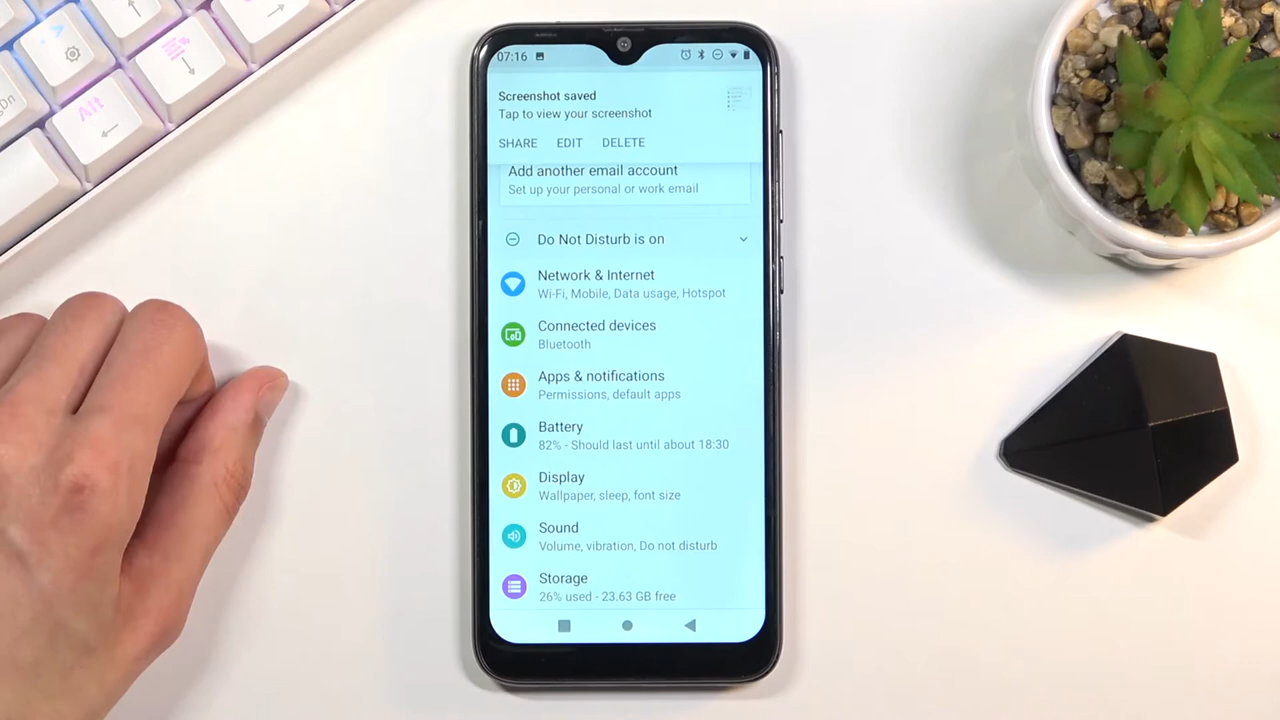 gDn
Alt
07:16
Screenshot saved
Tap to view your screenshot
SHARE EDIT DELETE
Add another email account
Set up your personal or work email
Do Not Disturb is on
Network & Internet
Wi-Fi, Mobile, Data usage, Hotspot
Connected devices
Bluetooth
Apps & notifications
Permissions, default apps
Battery
82% - Should last until about 18:30
Display
Wallpaper, sleep, font size
Sound
Volume, vibration, Do not disturb
Storage
26% used - 23.63 GB free